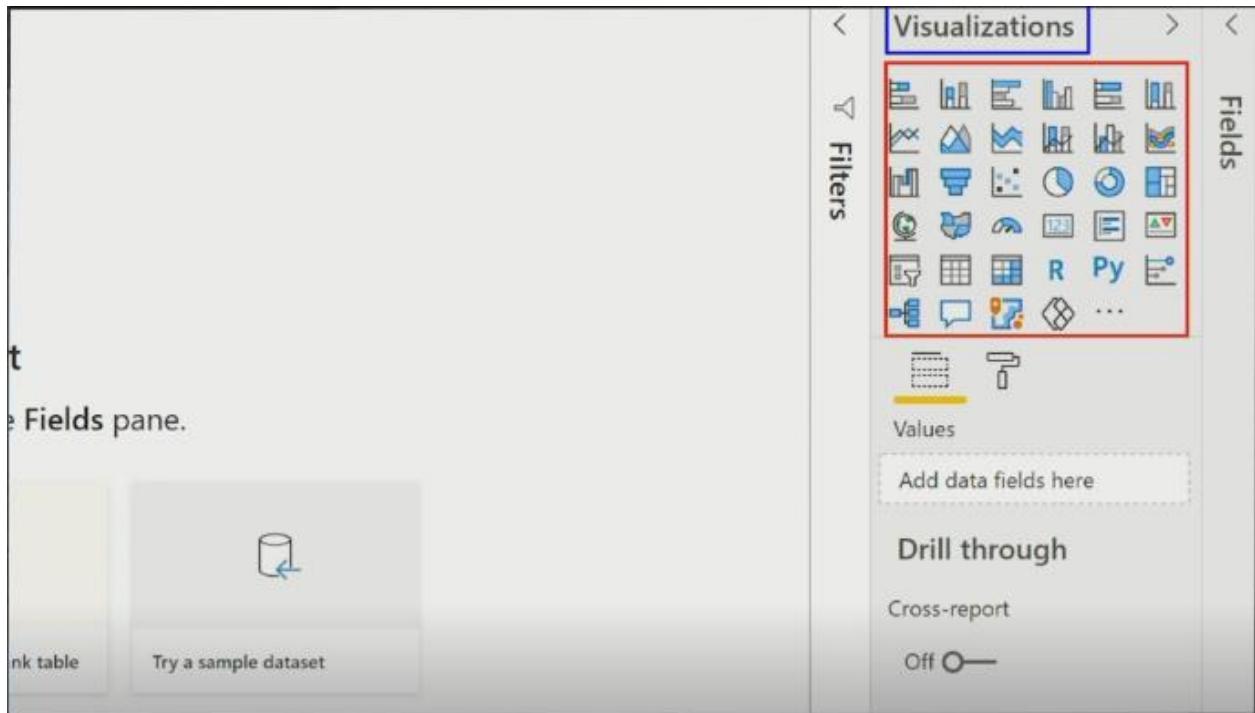 Visualizations
Filters
Fields
123
R
Py
t
Fields pane.
Values
Add data fields here
Drill through
Cross-report
Off
nk table
Try a sample dataset